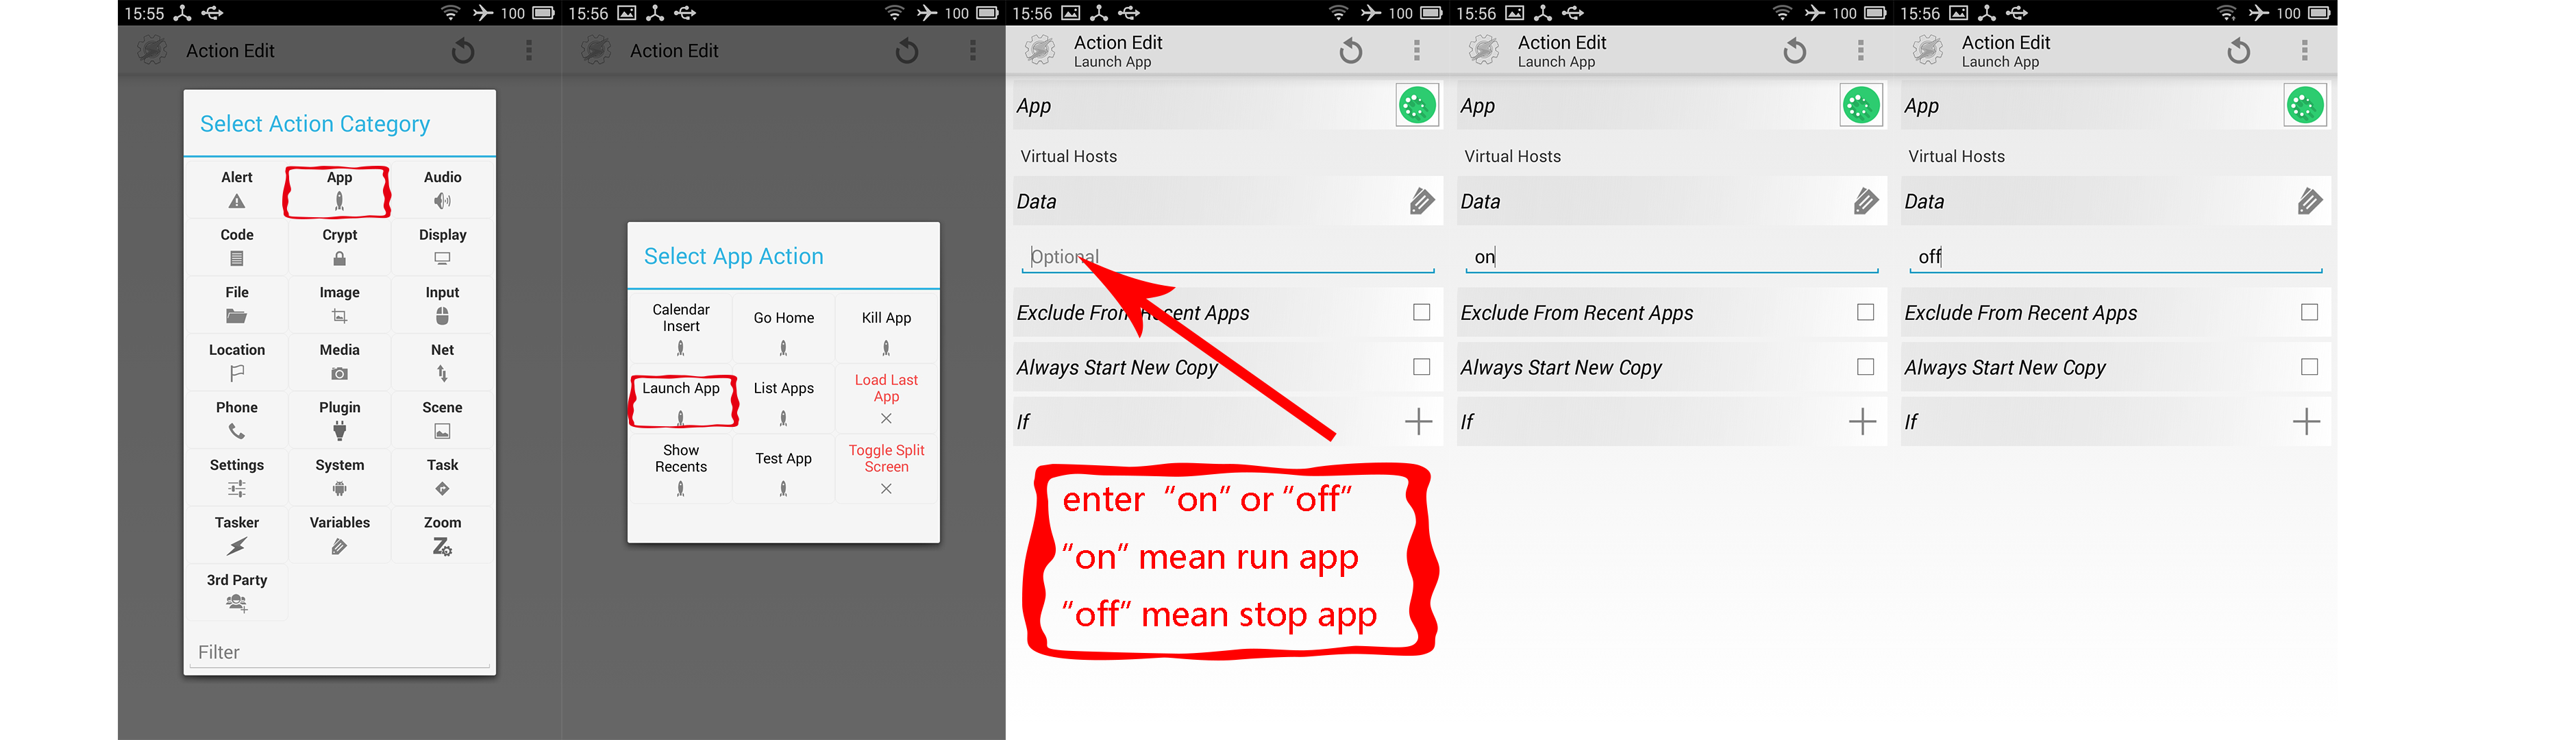 15:55
100
Action Edit
Select Action Category
Alert
App
Audio
Code
Crypt
Display
File
Image
Input
Location
Media
Net
Phone
Plugin
Scene
Settings
System
Task
Tasker
Variables
Zoom
3rd Party
Filter
15:56
100
Action Edit
Select App Action
Calendar
Insert
Go Home
Kill App
Launch App
List Apps
Load Last
App
Show
Recents
Test App
Toggle Split
Screen
15:56
100
Action Edit
Launch App
App
Virtual Hosts
Data
Optional
Exclude From Recent Apps
Always Start New Copy
If
enter “on” or “off”
“on” mean run app
“off” mean stop app
15:56
100
Action Edit
Launch App
App
Virtual Hosts
Data
on
Exclude From Recent Apps
Always Start New Copy
If
15:56
100
Action Edit
Launch App
App
Virtual Hosts
Data
off
Exclude From Recent Apps
Always Start New Copy
If